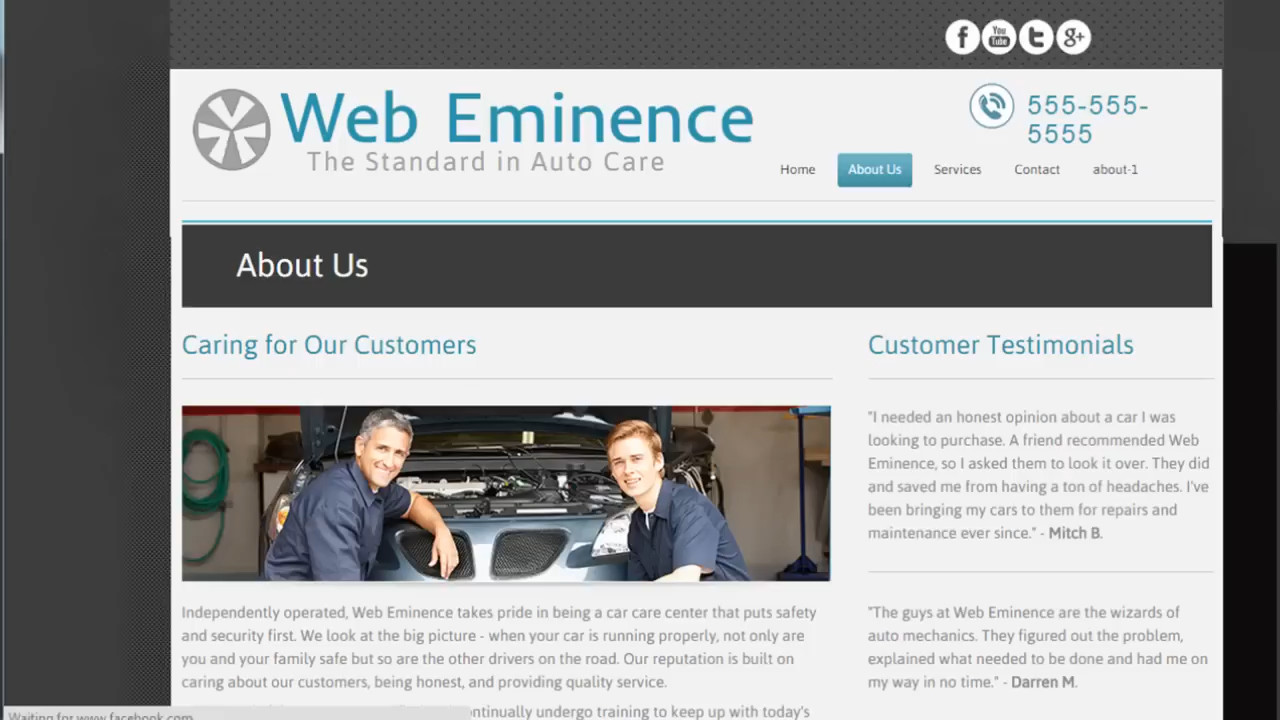 f You Tube t g+
Web Eminence
The Standard in Auto Care
555-555-
5555
Home About Us Services Contact about-1
About Us
Caring for Our Customers
Independently operated, Web Eminence takes pride in being a car care center that puts safety
and security first. We look at the big picture - when your car is running properly, not only are
you and your family safe but so are the other drivers on the road. Our reputation is built on
caring about our customers, being honest, and providing quality service.
continually undergo training to keep up with today's
Customer Testimonials
"I needed an honest opinion about a car I was
looking to purchase. A friend recommended Web
Eminence, so I asked them to look it over. They did
and saved me from having a ton of headaches. I've
been bringing my cars to them for repairs and
maintenance ever since." - Mitch B.
"The guys at Web Eminence are the wizards of
auto mechanics. They figured out the problem,
explained what needed to be done and had me on
my way in no time." - Darren M.
Waiting for www.facebook.com